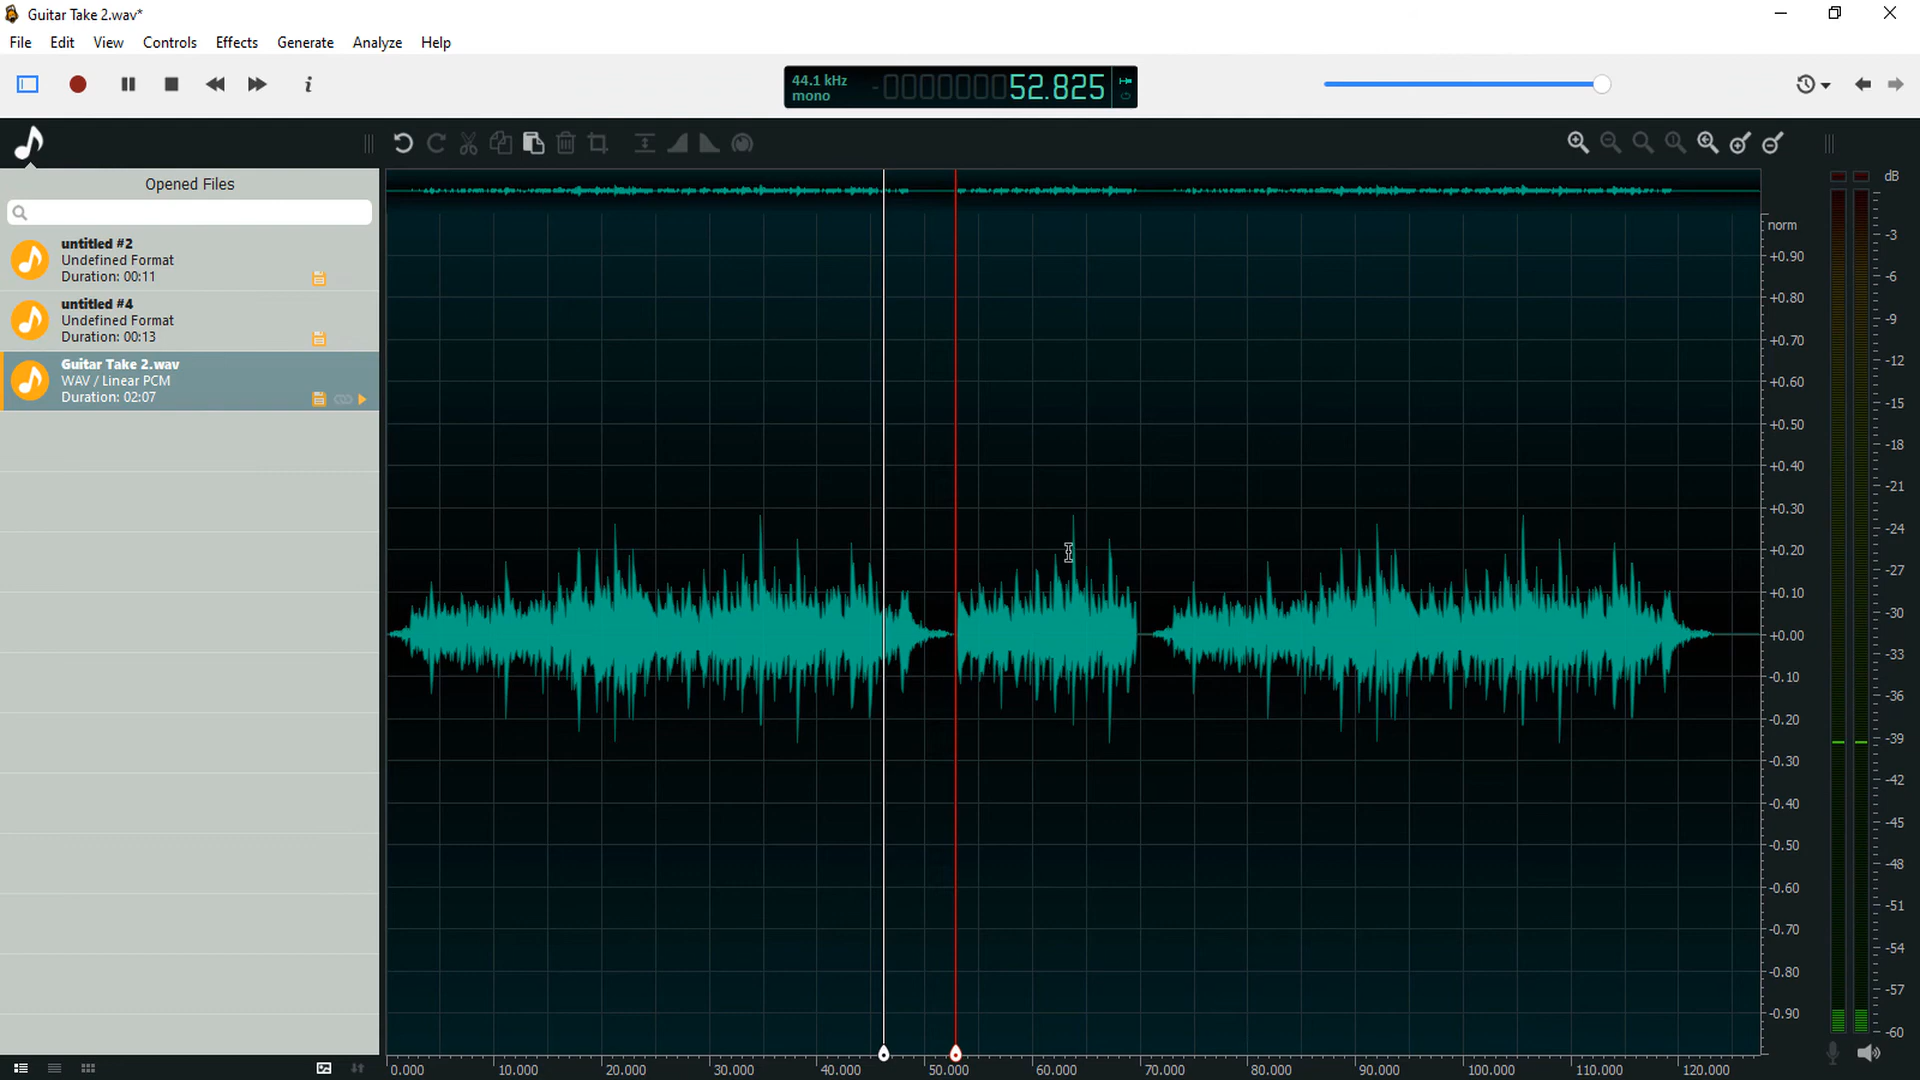 Guitar Take 2.wav*
File Edit View Controls Effects Generate Analyze Help
44.1 kHz
mono
-000000052.825
Opened Files
untitled #2
Undefined Format
Duration: 00:11
untitled #4
Undefined Format
Duration: 00:13
Guitar Take 2.wav
WAV / Linear PCM
Duration: 02:07
norm
+0.90
+0.80
+0.70
+0.60
+0.50
+0.40
+0.30
+0.20
+0.10
+0.00
-0.10
-0.20
-0.30
-0.40
-0.50
-0.60
-0.70
-0.80
-0.90
dB
-3
-6
-9
-12
-15
-18
-21
-24
-27
-30
-33
-36
-39
-42
-45
-48
-51
-54
-57
-60
0.000 10.000 20.000 30.000 40.000 50.000 60.000 70.000 80.000 90.000 100.000 110.000 120.000